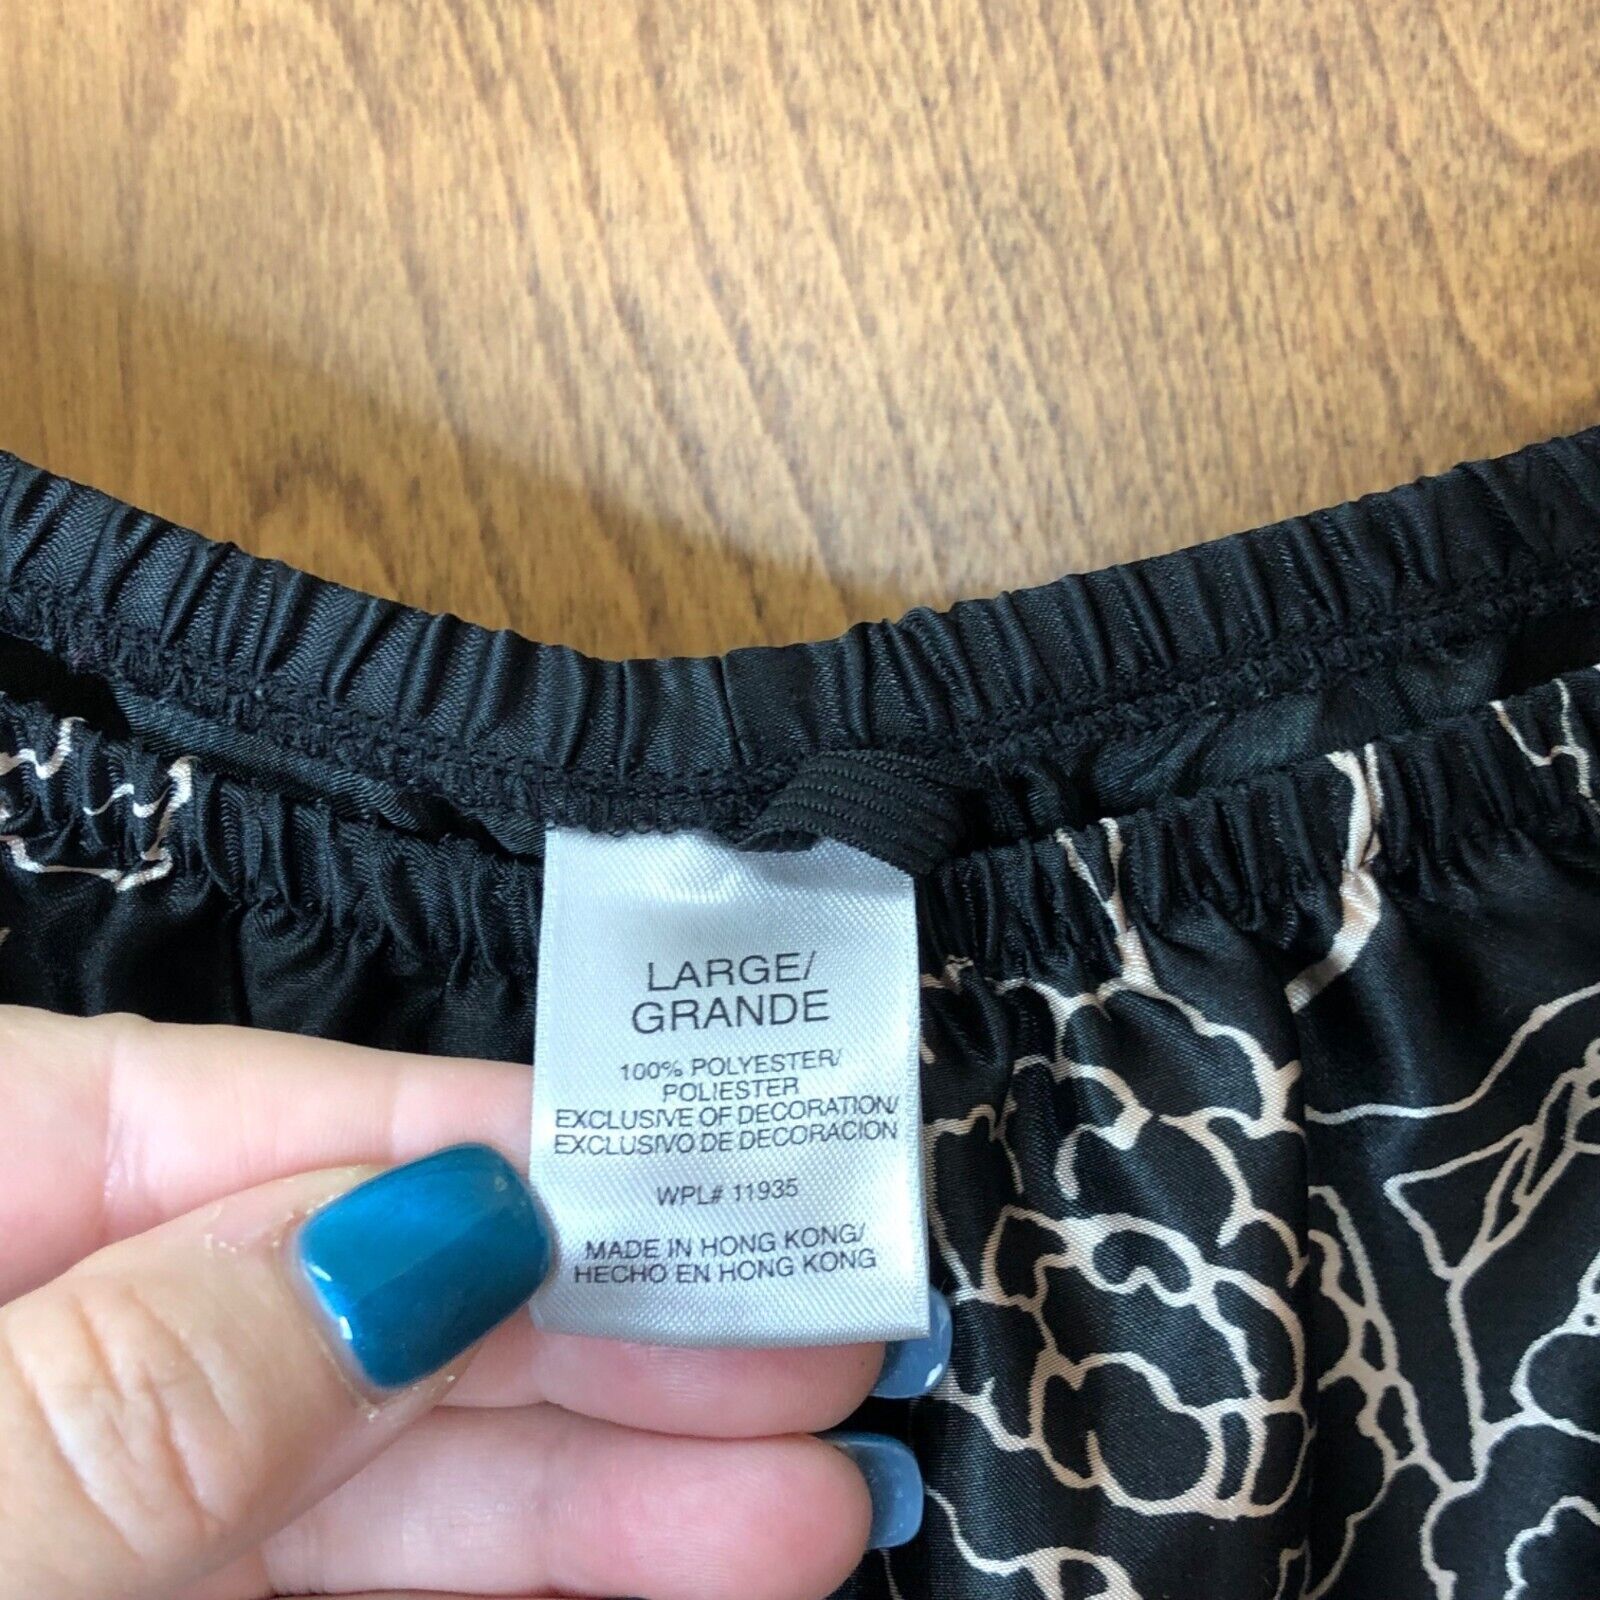 LARGE/
GRANDE
100% POLYESTER/
POLIESTER
EXCLUSIVE OF DECORATION/
EXCLUSIVO DE DECORACION
WPL# 11935
MADE IN HONG KONG/
HECHO EN HONG KONG